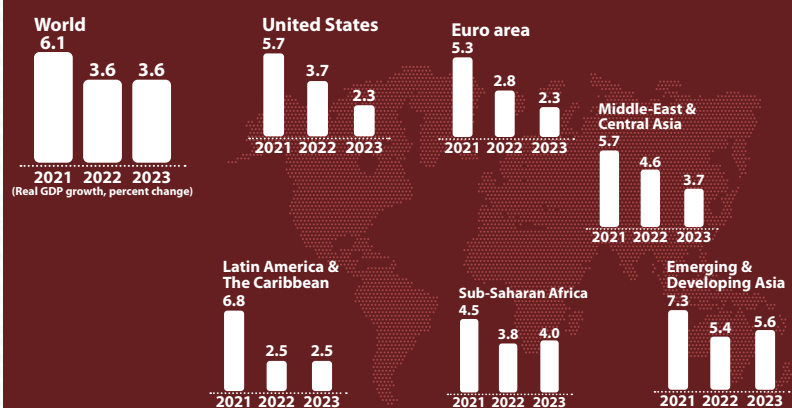 World
6.1
3.6 3.6
2021 2022 2023
(Real GDP growth, percent change)
United States
5.7
3.7
2.3
2021 2022 2023
Euro area
5.3
2.8
2.3
2021 2022 2023
Middle-East &
Central Asia
5.7
4.6
3.7
2021 2022 2023
Latin America &
The Caribbean
6.8
2.5 2.5
2021 2022 2023
Sub-Saharan Africa
4.5
3.8 4.0
2021 2022 2023
Emerging &
Developing Asia
7.3
5.4 5.6
2021 2022 2023